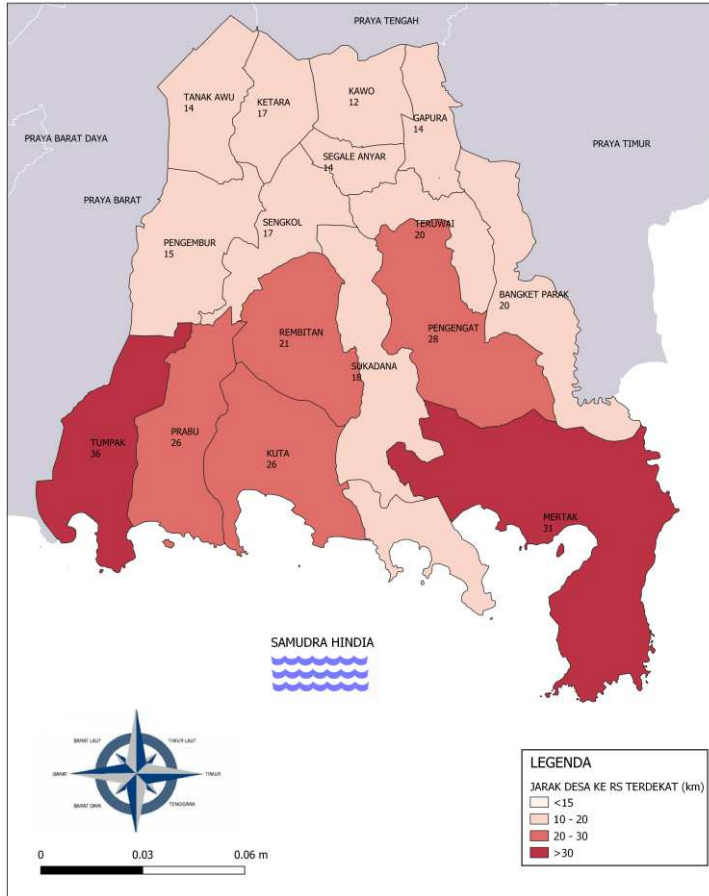 PRAYA TENGAH
TANAK AWU
14
KETARA
17
KAWO
12
GAPURA
14
PRAYA BARAT DAYA
PRAYA TIMUR
SEGALE ANYAR
14
PRAYA BARAT
SENGKOL
17
TERUWAI
20
PENGEMBUR
15
BANGKET PARAK
20
REMBITAN
21
PENGENGAT
28
SUKADANA
18
TUMPAK
36
PRABU
26
KUTA
26
MERTAK
31
SAMUDRA HINDIA
BARAT LAUT
TIMUR LAUT
BARAT
TIMUR
BARAT DAYA
TENGGARA
LEGENDA
JARAK DESA KE RS TERDEKAT (km)
<15
10 - 20
20 - 30
>30
0 0.03 0.06 m